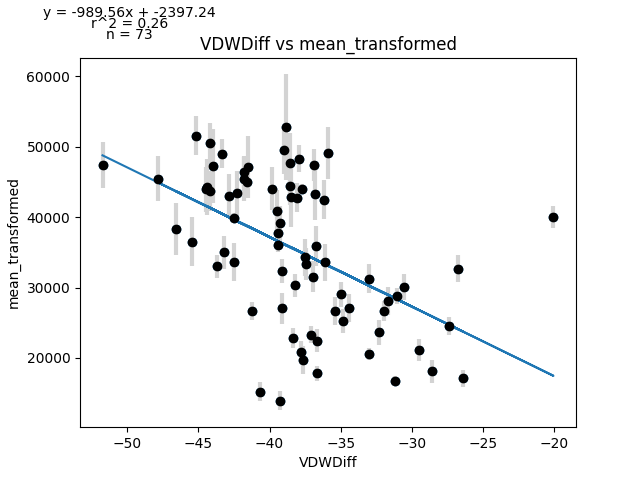 y = -989.56x + -2397.24
r^2 = 0.26
n = 73
VDWDiff vs mean_transformed
60000
50000
40000
30000
20000
mean_transformed
−50 −45 −40 −35 −30 −25 −20
VDWDiff